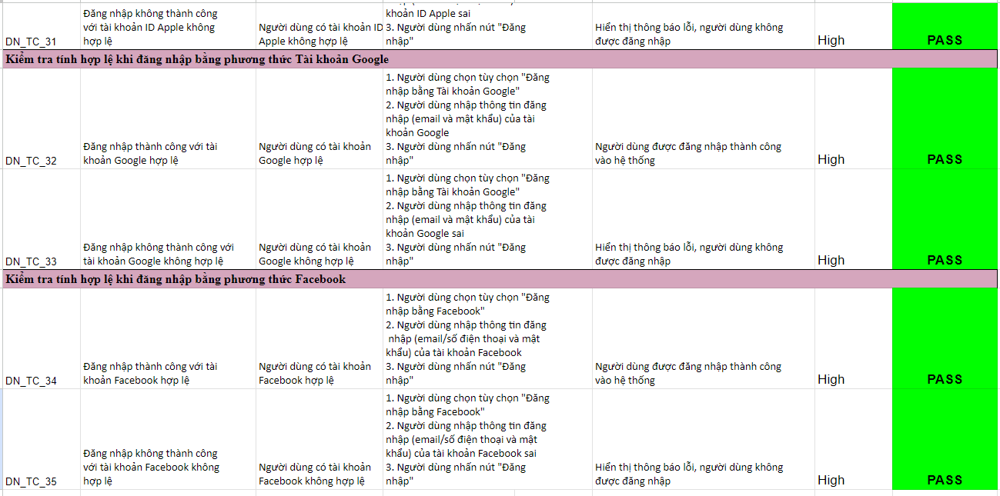 Đăng nhập không thành công
với tài khoản ID Apple không
hợp lệ
DN_TC_31
Người dùng có tài khoản ID
Apple không hợp lệ
khoản ID Apple sai
3. Người dùng nhấn nút "Đăng
nhập"
Hiển thị thông báo lỗi, người dùng không
được đăng nhập
High
PASS
Kiểm tra tính hợp lệ khi đăng nhập bằng phương thức Tài khoản Google
DN_TC_32
Đăng nhập thành công với tài
khoản Google hợp lệ
Người dùng có tài khoản
Google hợp lệ
1. Người dùng chọn tùy chọn "Đăng
nhập bằng Tài khoản Google"
2. Người dùng nhập thông tin đăng
nhập (email và mật khẩu) của tài
khoản Google
3. Người dùng nhấn nút "Đăng
nhập"
Người dùng được đăng nhập thành công
vào hệ thống
High
PASS
DN_TC_33
Đăng nhập không thành công với
tài khoản Google không hợp lệ
Người dùng có tài khoản
Google không hợp lệ
1. Người dùng chọn tùy chọn "Đăng
nhập bằng Tài khoản Google"
2. Người dùng nhập thông tin đăng
nhập (email và mật khẩu) của tài
khoản Google sai
3. Người dùng nhấn nút "Đăng
nhập"
Hiển thị thông báo lỗi, người dùng không
được đăng nhập
High
PASS
Kiểm tra tính hợp lệ khi đăng nhập bằng phương thức Facebook
DN_TC_34
Đăng nhập thành công với tài
khoản Facebook hợp lệ
Người dùng có tài khoản
Facebook hợp lệ
1. Người dùng chọn tùy chọn "Đăng
nhập bằng Facebook"
2. Người dùng nhập thông tin đăng
nhập (email/số điện thoại và mật
khẩu) của tài khoản Facebook
3. Người dùng nhấn nút "Đăng
nhập"
Người dùng được đăng nhập thành công
vào hệ thống
High
PASS
DN_TC_35
Đăng nhập không thành công
với tài khoản Facebook không
hợp lệ
Người dùng có tài khoản
Facebook không hợp lệ
1. Người dùng chọn tùy chọn "Đăng
nhập bằng Facebook"
2. Người dùng nhập thông tin đăng
nhập (email/số điện thoại và mật
khẩu) của tài khoản Facebook sai
3. Người dùng nhấn nút "Đăng
nhập"
Hiển thị thông báo lỗi, người dùng không
được đăng nhập
High
PASS